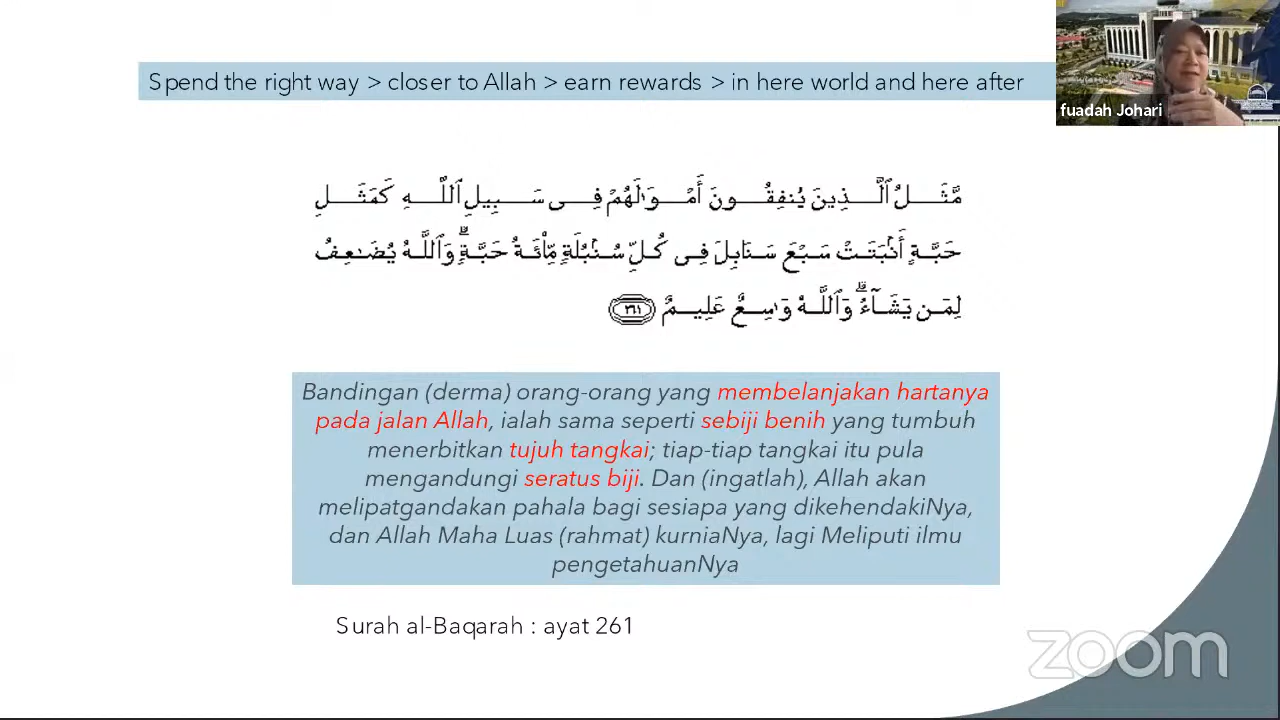 Spend the right way > closer to Allah > earn rewards > in here world and here after
fuadah Johari
مَّثَلُ ٱلَّذِينَ يُنفِقُونَ أَمْوَٰلَهُمْ فِى سَبِيلِ ٱللَّهِ كَمَثَلِ
حَبَّةٍ أَنۢبَتَتْ سَبْعَ سَنَابِلَ فِى كُلِّ سُنۢبُلَةٍ مِّا۟ئَةُ حَبَّةٍ ۗ وَٱللَّهُ يُضَـٰعِفُ
لِمَن يَشَآءُ ۗ وَٱللَّهُ وَٰسِعٌ عَلِيمٌ ٢٦١
Bandingan (derma) orang-orang yang membelanjakan hartanya
pada jalan Allah, ialah sama seperti sebiji benih yang tumbuh
menerbitkan tujuh tangkai; tiap-tiap tangkai itu pula
mengandungi seratus biji. Dan (ingatlah), Allah akan
melipatgandakan pahala bagi sesiapa yang dikehendakiNya,
dan Allah Maha Luas (rahmat) kurniaNya, lagi Meliputi ilmu
pengetahuanNya
Surah al-Baqarah : ayat 261
zoom